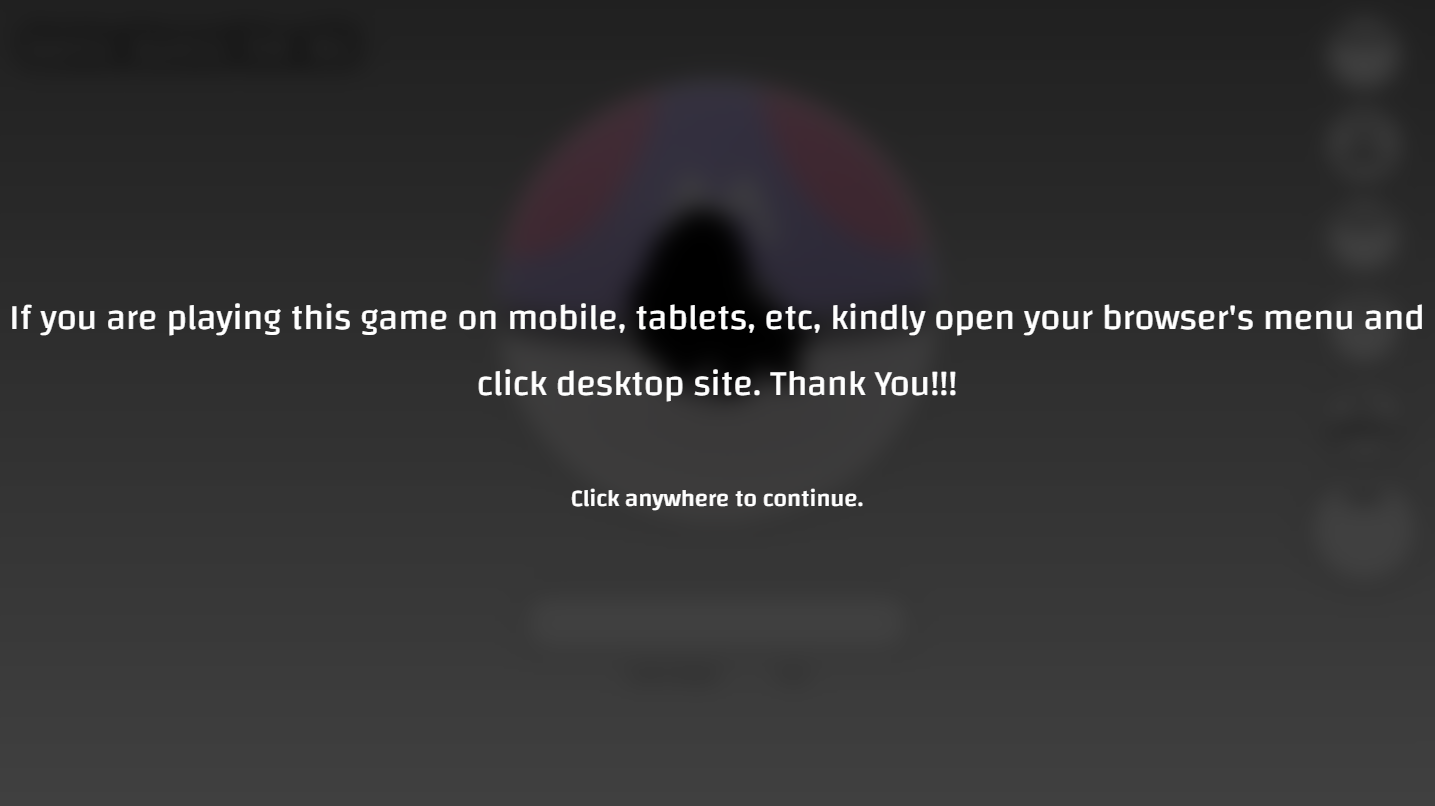 If you are playing this game on mobile, tablets, etc, kindly open your browser's menu and
click desktop site. Thank You!!!
Click anywhere to continue.